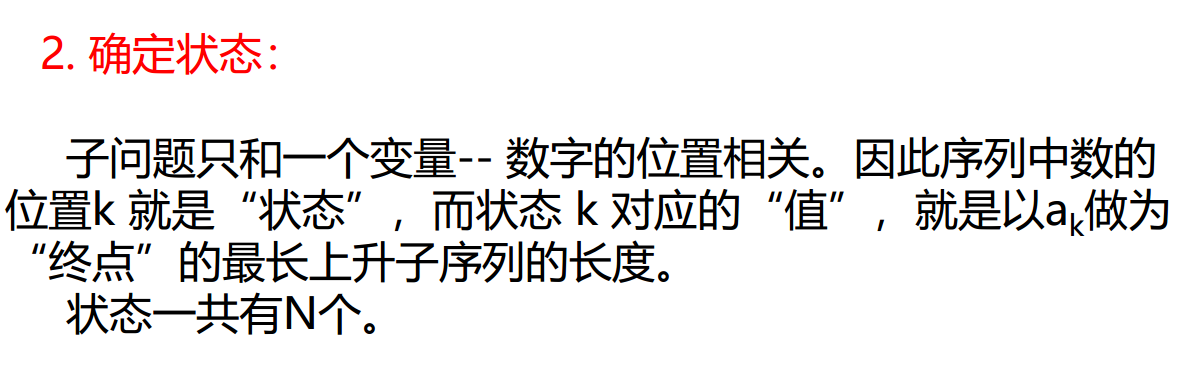 2. 确定状态：
子问题只和一个变量-- 数字的位置相关。因此序列中数的
位置k 就是“状态”，而状态 k 对应的“值”，就是以ak做为
“终点”的最长上升子序列的长度。
状态一共有N个。